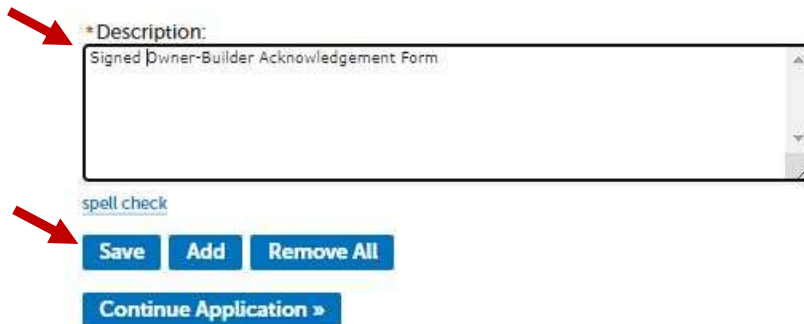 *Description:
Signed Owner-Builder Acknowledgement Form
spell check
Save Add Remove All
Continue Application »